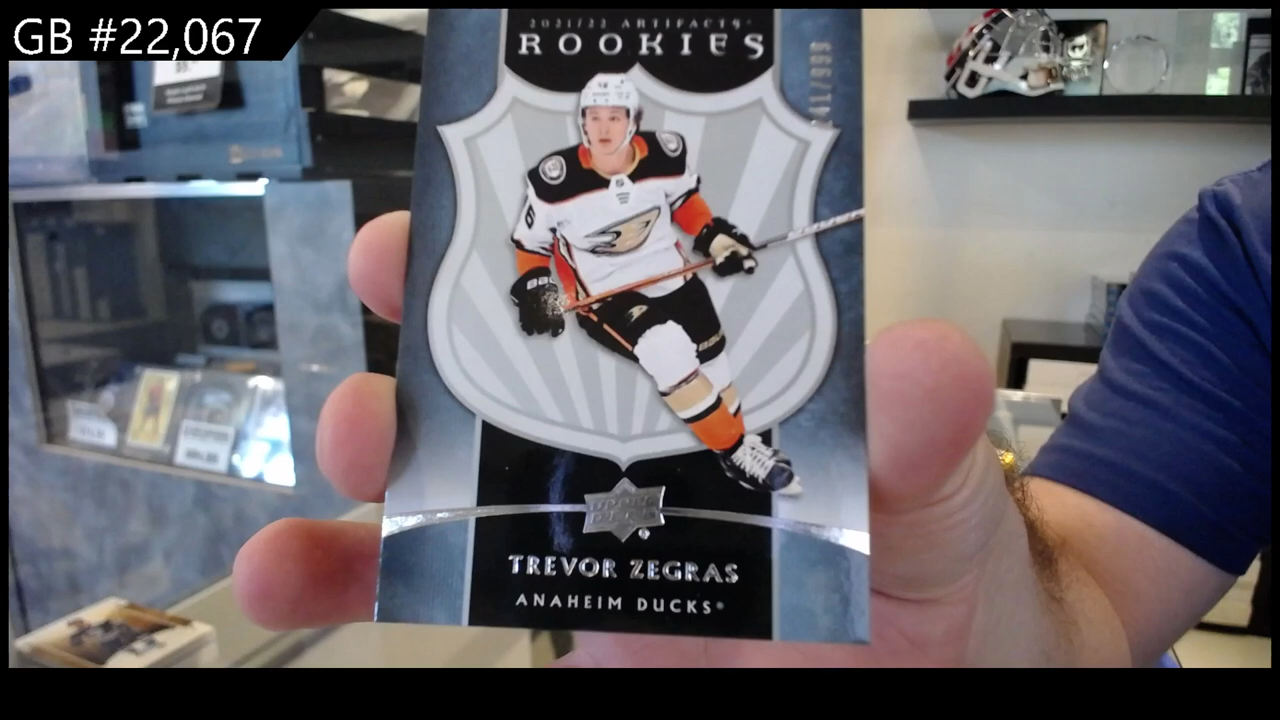 GB #22,067
2021/22 ARTIFACTS
ROOKIES
TREVOR ZEGRAS
ANAHEIM DUCKS